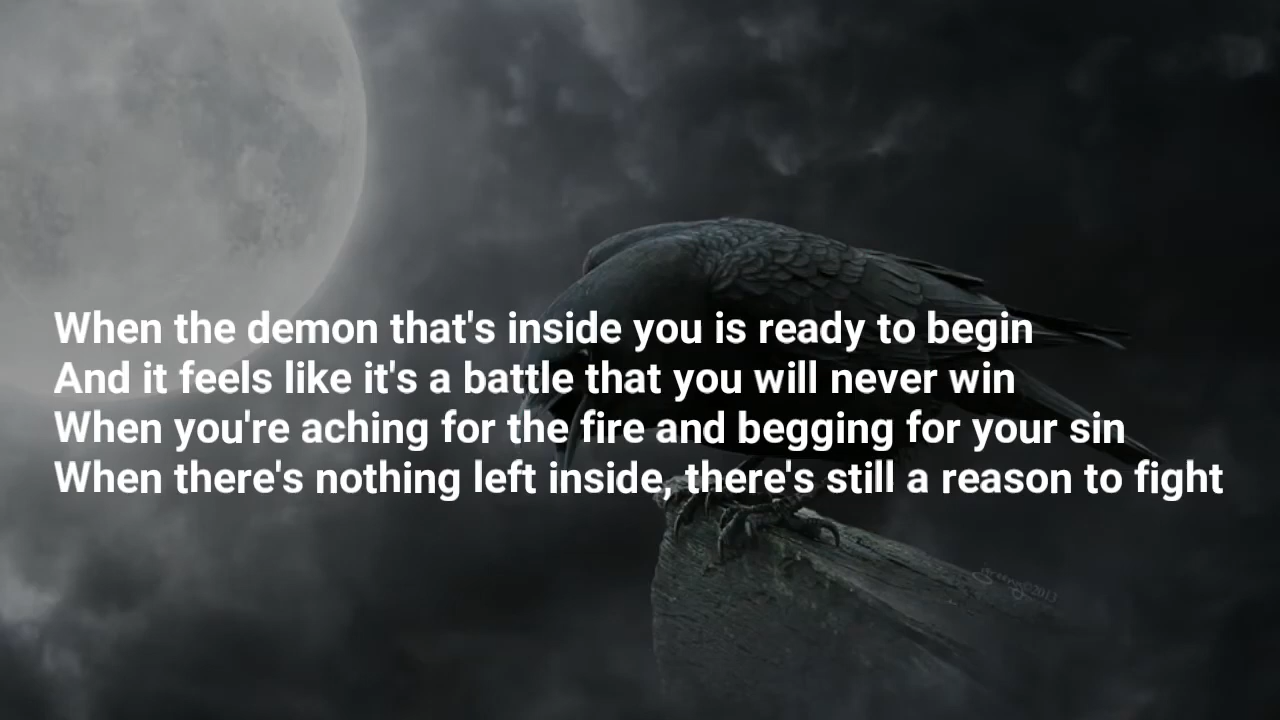 When the demon that's inside you is ready to begin
And it feels like it's a battle that you will never win
When you're aching for the fire and begging for your sin
When there's nothing left inside, there's still a reason to fight